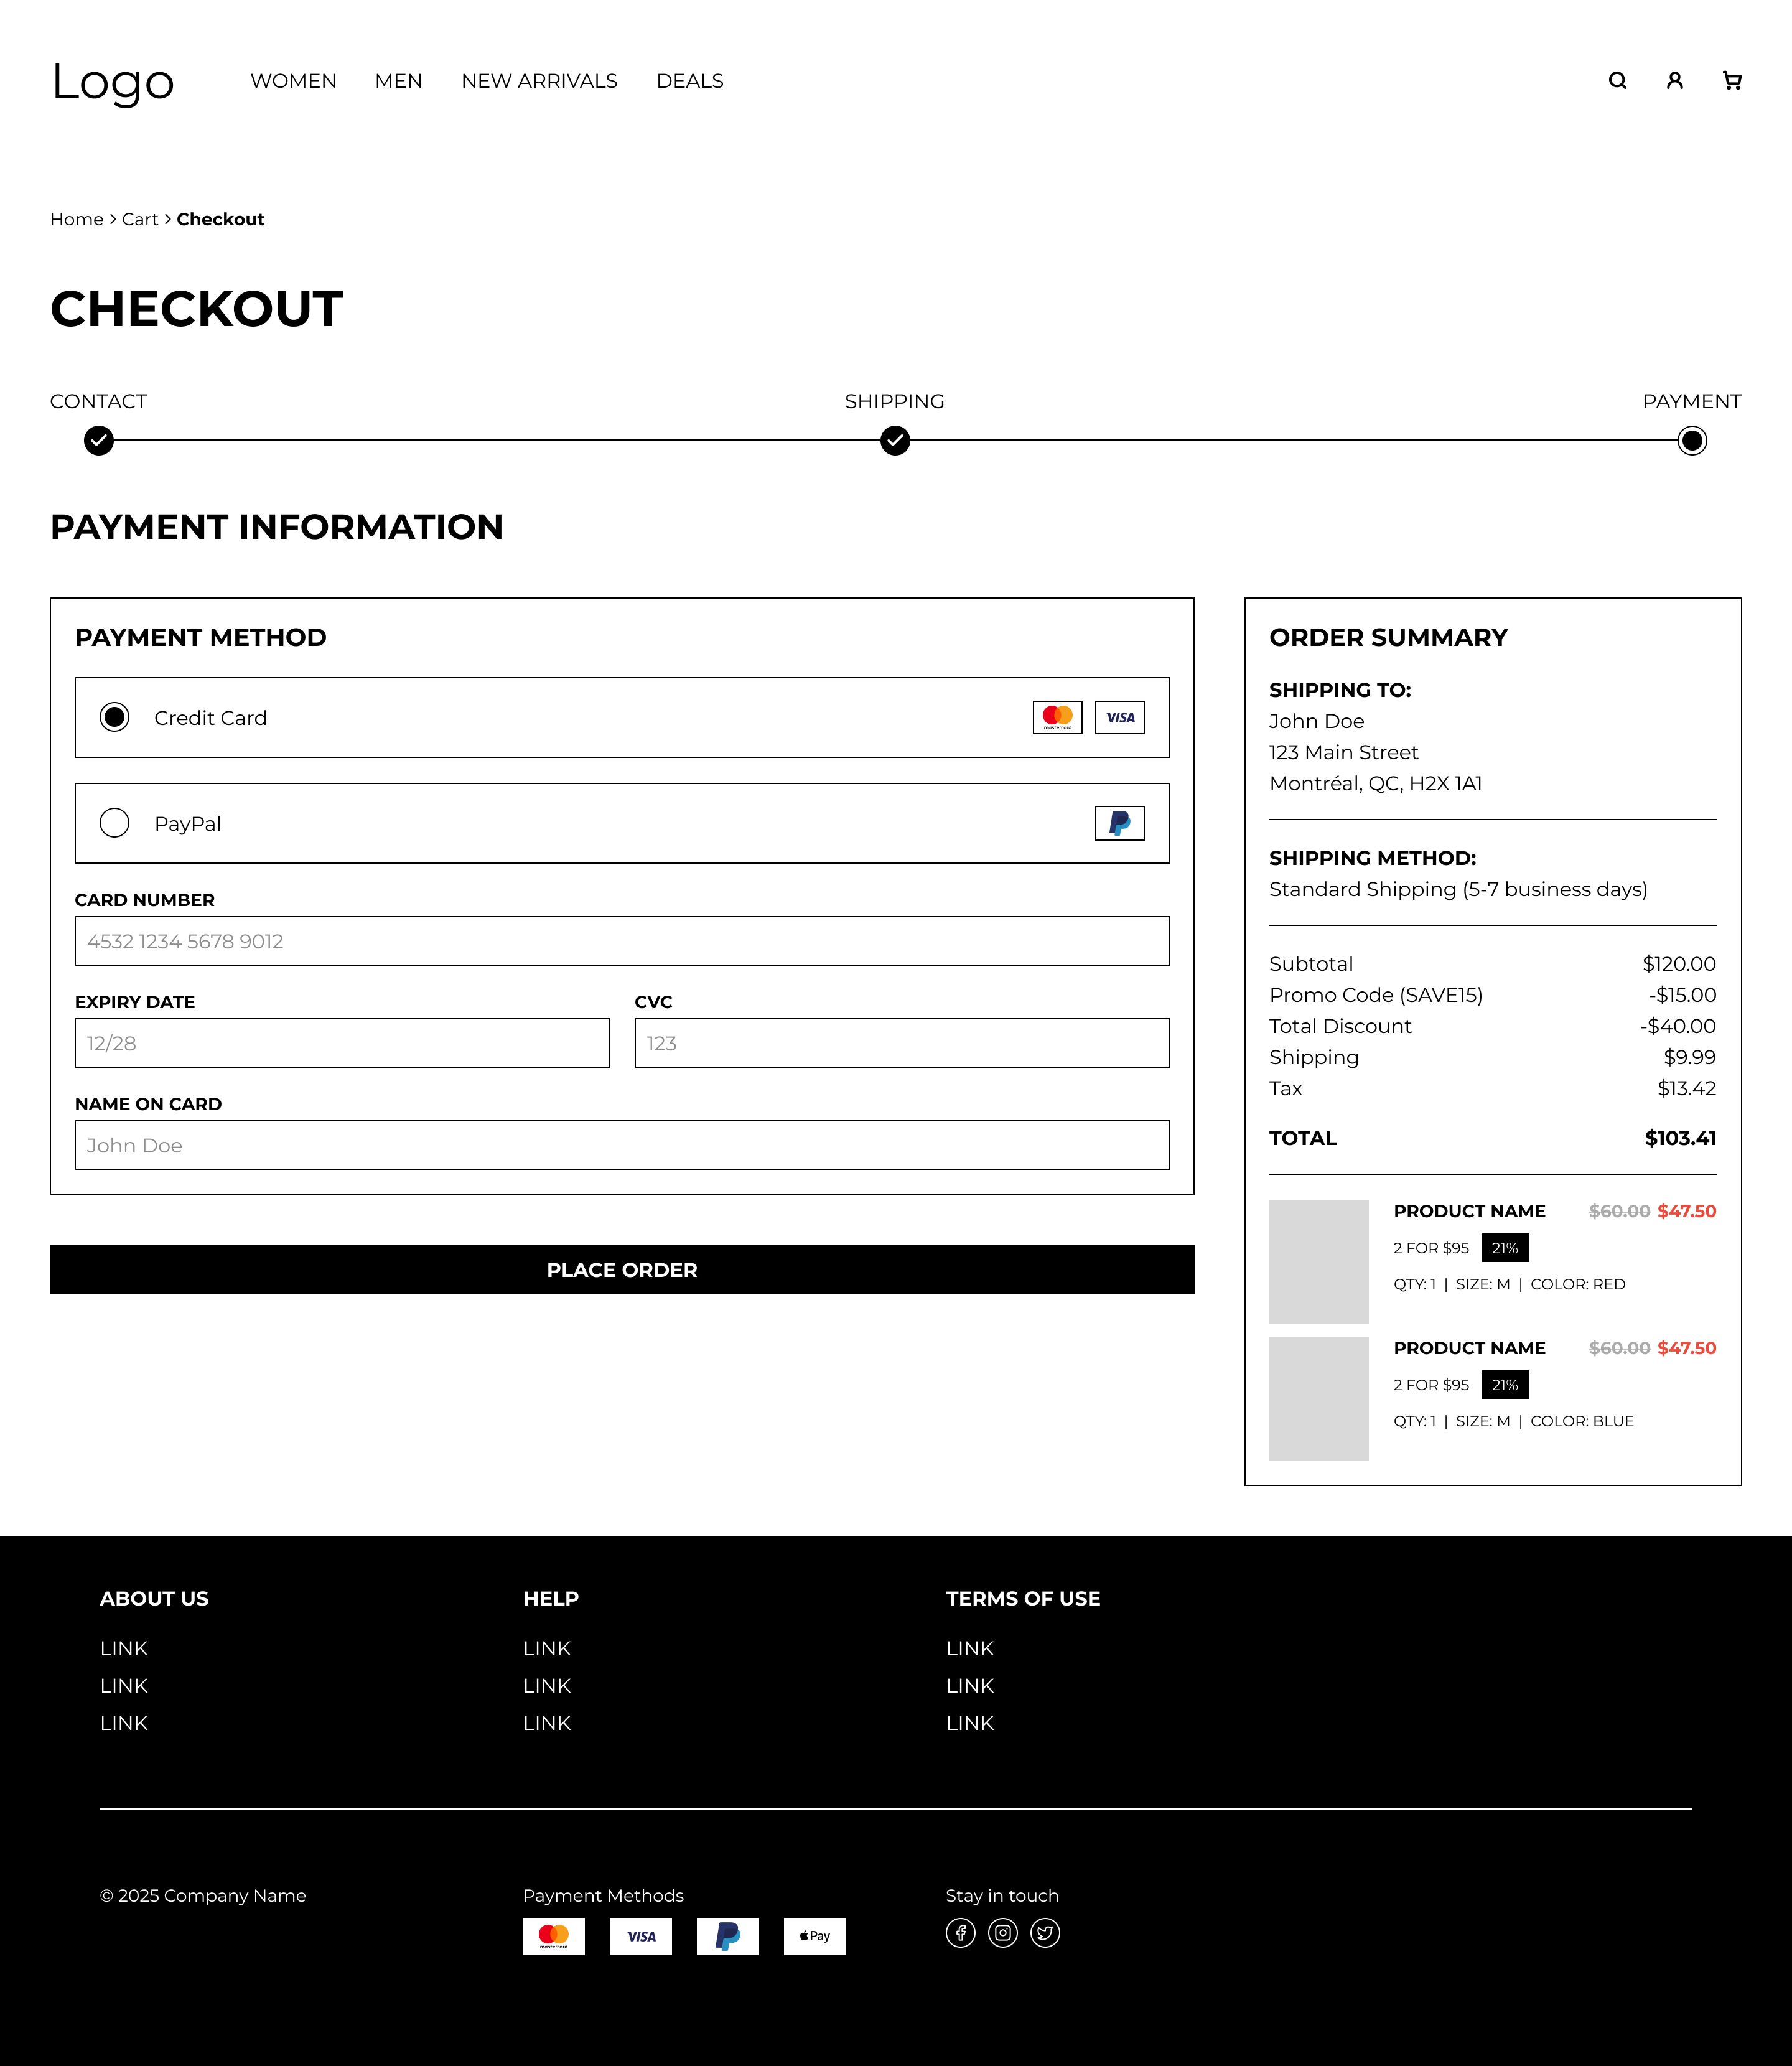 Logo
WOMEN MEN NEW ARRIVALS DEALS
Home > Cart > Checkout
CHECKOUT
CONTACT SHIPPING PAYMENT
PAYMENT INFORMATION
PAYMENT METHOD
Credit Card mastercard VISA
PayPal
CARD NUMBER
4532 1234 5678 9012
EXPIRY DATE CVC
12/28 123
NAME ON CARD
John Doe
PLACE ORDER
ORDER SUMMARY
SHIPPING TO:
John Doe
123 Main Street
Montréal, QC, H2X 1A1
SHIPPING METHOD:
Standard Shipping (5-7 business days)
Subtotal $120.00
Promo Code (SAVE15) -$15.00
Total Discount -$40.00
Shipping $9.99
Tax $13.42
TOTAL $103.41
PRODUCT NAME $60.00 $47.50
2 FOR $95 21%
QTY: 1 | SIZE: M | COLOR: RED
PRODUCT NAME $60.00 $47.50
2 FOR $95 21%
QTY: 1 | SIZE: M | COLOR: BLUE
ABOUT US HELP TERMS OF USE
LINK LINK LINK
LINK LINK LINK
LINK LINK LINK
© 2025 Company Name Payment Methods Stay in touch
mastercard VISA Pay